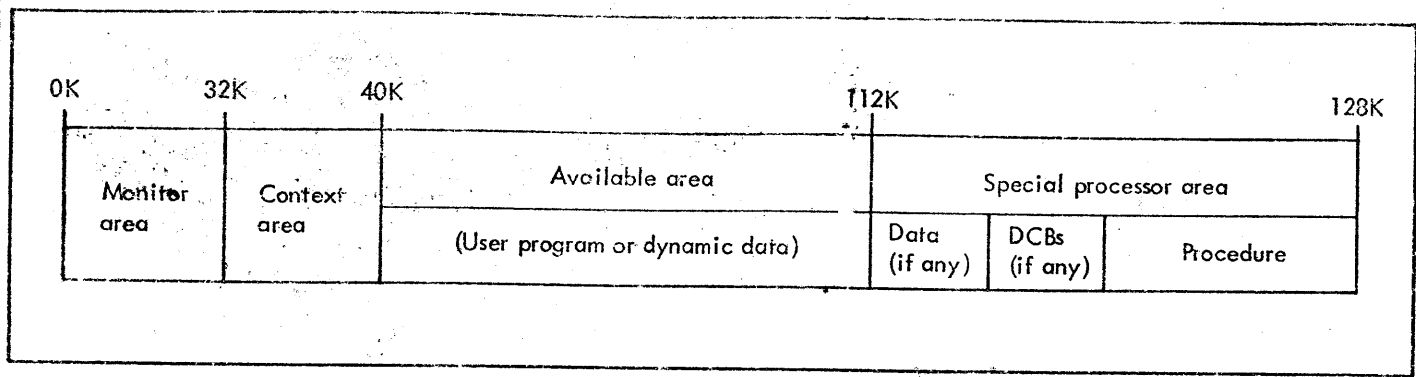 0K 32K 40K 112K 128K
Monitor area
Context area
Available area
(User program or dynamic data)
Special processor area
Data (if any)
DCBs (if any)
Procedure